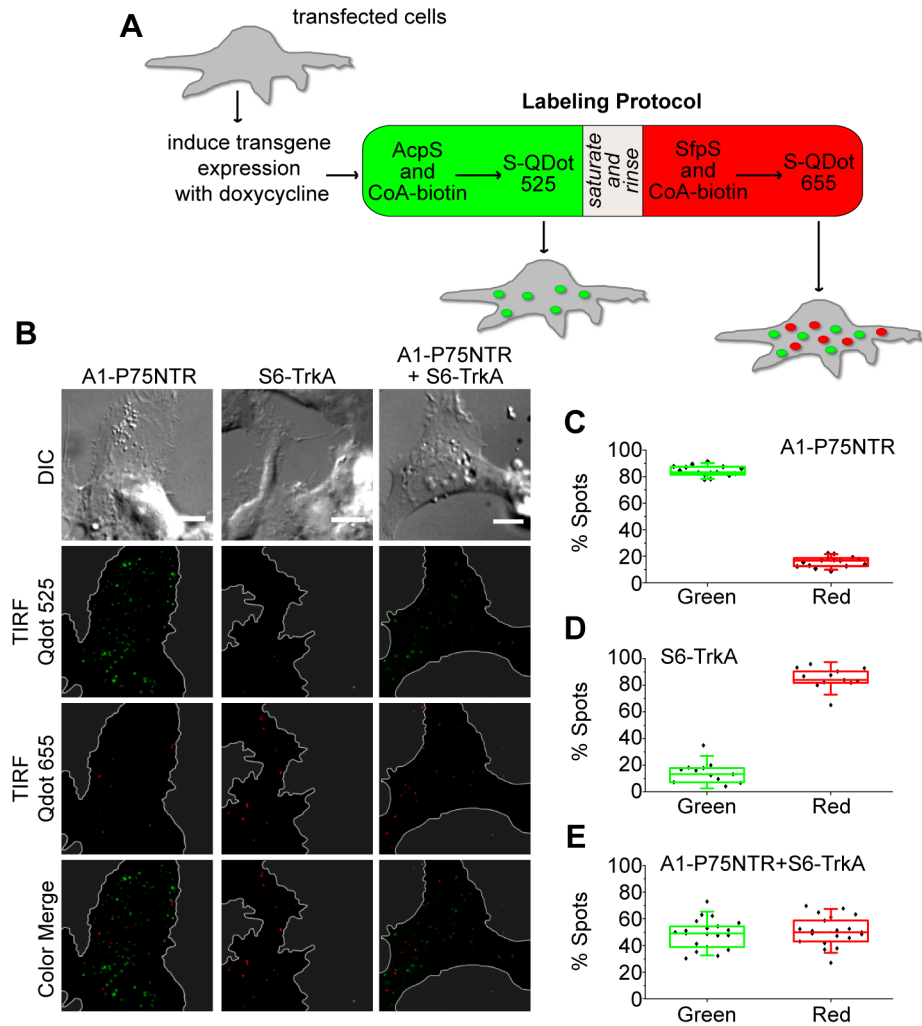 A
transfected cells
Labeling Protocol
induce transgene
expression
with doxycycline
AcpS
and
CoA-biotin
S-QDot
525
saturate
and
rinse
SfpS
and
CoA-biotin
S-QDot
655
B
A1-P75NTR
S6-TrkA
A1-P75NTR
+ S6-TrkA
DIC
TIRF
Qdot 525
TIRF
Qdot 655
Color Merge
C
A1-P75NTR
% Spots
100
80
60
40
20
0
Green
Red
D
S6-TrkA
% Spots
100
80
60
40
20
0
Green
Red
E
A1-P75NTR+S6-TrkA
% Spots
100
80
60
40
20
0
Green
Red